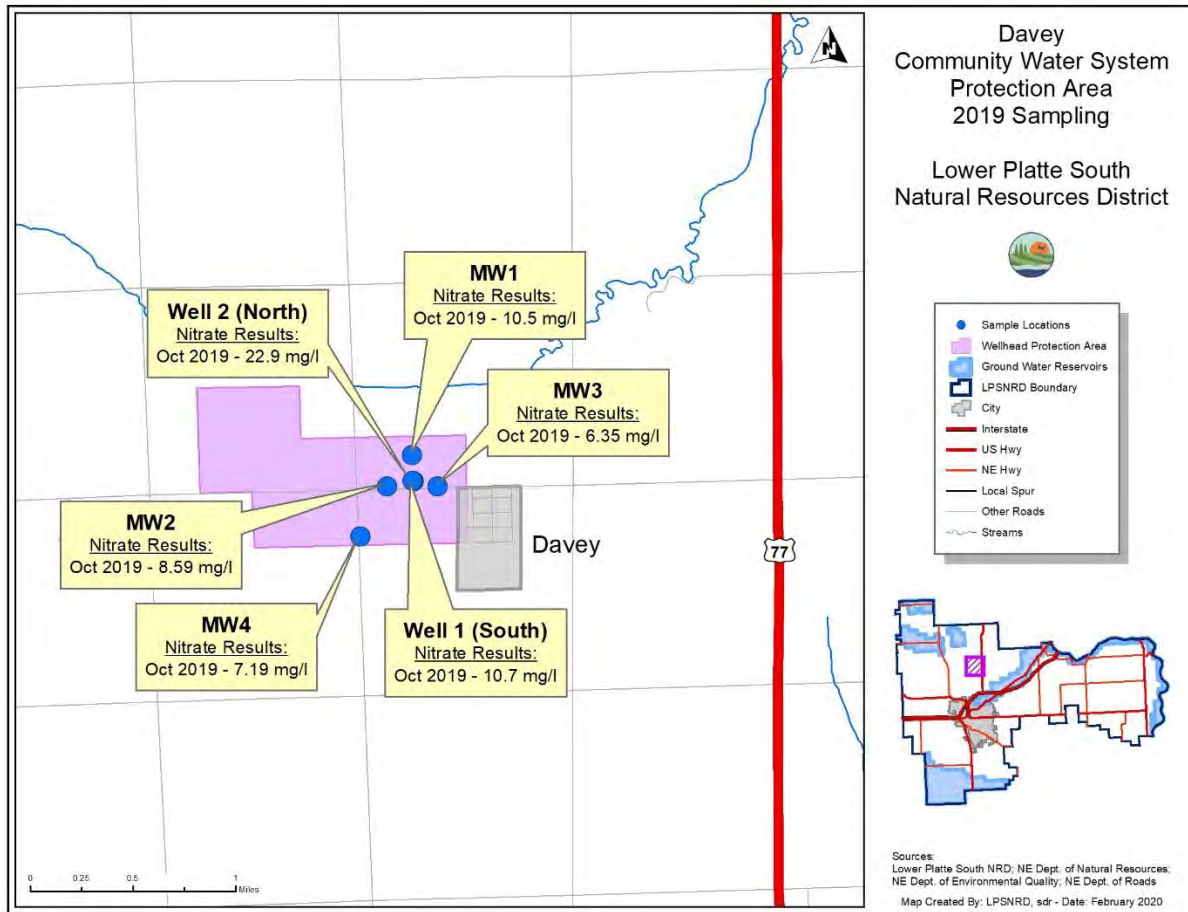 Davey
Community Water System
Protection Area
2019 Sampling
Lower Platte South
Natural Resources District
N
MW1
Nitrate Results:
Oct 2019 - 10.5 mg/l
Well 2 (North)
Nitrate Results:
Oct 2019 - 22.9 mg/l
MW3
Nitrate Results:
Oct 2019 - 6.35 mg/l
MW2
Nitrate Results:
Oct 2019 - 8.59 mg/l
Davey
77
MW4
Nitrate Results:
Oct 2019 - 7.19 mg/l
Well 1 (South)
Nitrate Results:
Oct 2019 - 10.7 mg/l
Sample Locations
Wellhead Protection Area
Ground Water Reservoirs
LPSNRD Boundary
City
Interstate
US Hwy
NE Hwy
Local Spur
Other Roads
Streams
0 0.25 0.5 1
Miles
Sources:
Lower Platte South NRD; NE Dept. of Natural Resources;
NE Dept. of Environmental Quality; NE Dept. of Roads
Map Created By: LPSNRD, sdr - Date: February 2020